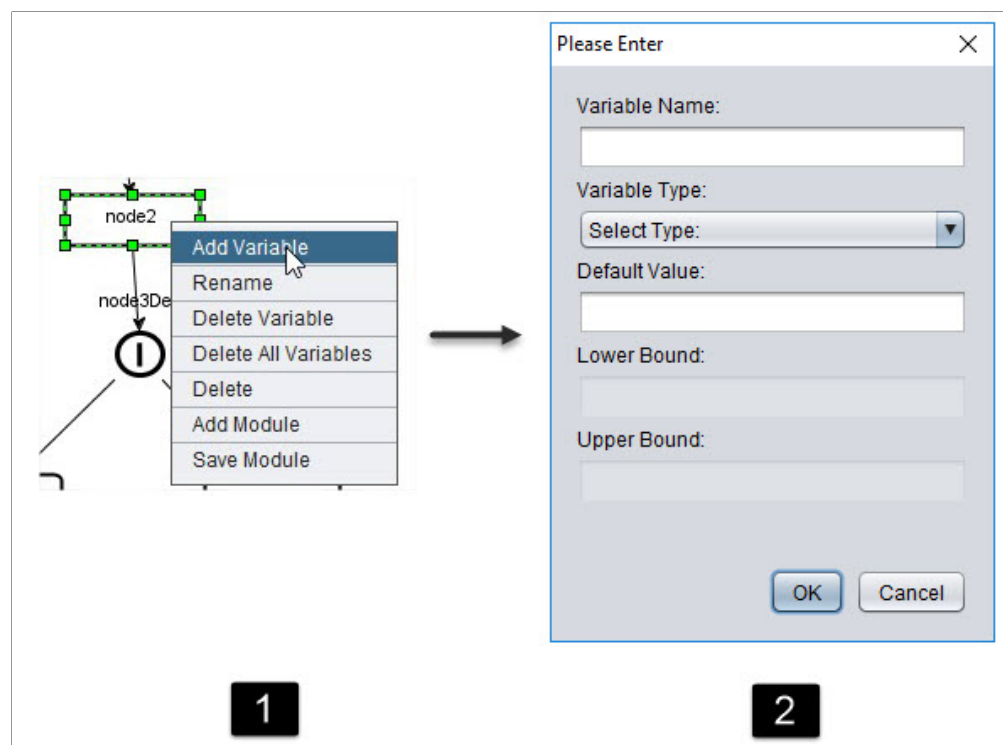 node2
Add Variable
Rename
node3De
Delete Variable
Delete All Variables
Delete
Add Module
Save Module
1
Please Enter
Variable Name:
Variable Type:
Select Type:
Default Value:
Lower Bound:
Upper Bound:
OK Cancel
2